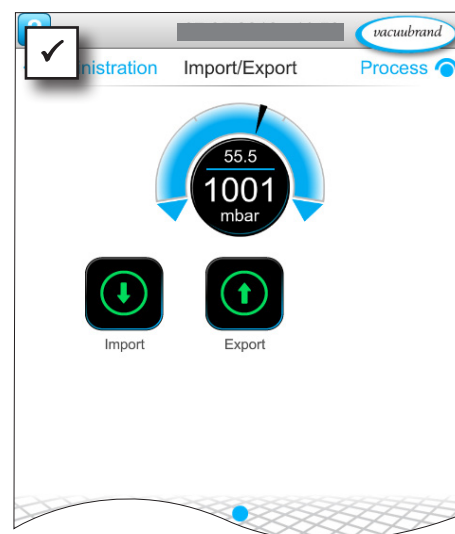 vacuubrand
nistration Import/Export Process
55.5
1001
mbar
Import Export